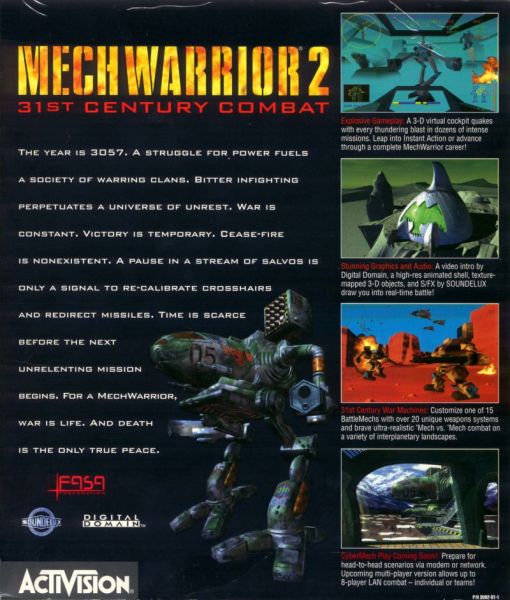 MECHWARRIOR® 2
31ST CENTURY COMBAT
THE YEAR IS 3057. A STRUGGLE FOR POWER FUELS
A SOCIETY OF WARRING CLANS. BITTER INFIGHTING
PERPETUATES A UNIVERSE OF UNREST. WAR IS
CONSTANT. VICTORY IS TEMPORARY. CEASE-FIRE
IS NONEXISTENT. A PAUSE IN A STREAM OF SALVOS IS
ONLY A SIGNAL TO RE-CALIBRATE CROSSHAIRS
AND REDIRECT MISSILES. TIME IS SCARCE
BEFORE THE NEXT
UNRELENTING MISSION
BEGINS. FOR A MECHWARRIOR,
WAR IS LIFE. AND DEATH
IS THE ONLY TRUE PEACE.
05
FASA
CORPORATION
SOUNDELUX
DIGITAL
DOMAIN™
ACTIVISION®
Explosive Gameplay: A 3-D virtual cockpit quakes
with every thundering blast in dozens of intense
missions. Leap into Instant Action or advance
through a complete MechWarrior career!
Stunning Graphics and Audio: A video intro by
Digital Domain, a high-res animated shell, texture-
mapped 3-D objects, and S/FX by SOUNDELUX
draw you into real-time battle!
31st Century War Machines: Customize one of 15
BattleMechs with over 20 unique weapons systems
and brave ultra-realistic 'Mech vs. 'Mech combat on
a variety of interplanetary landscapes.
CyberMech Play Coming Soon!: Prepare for
head-to-head scenarios via modem or network.
Upcoming multi-player version allows up to
8-player LAN combat – individual or teams!